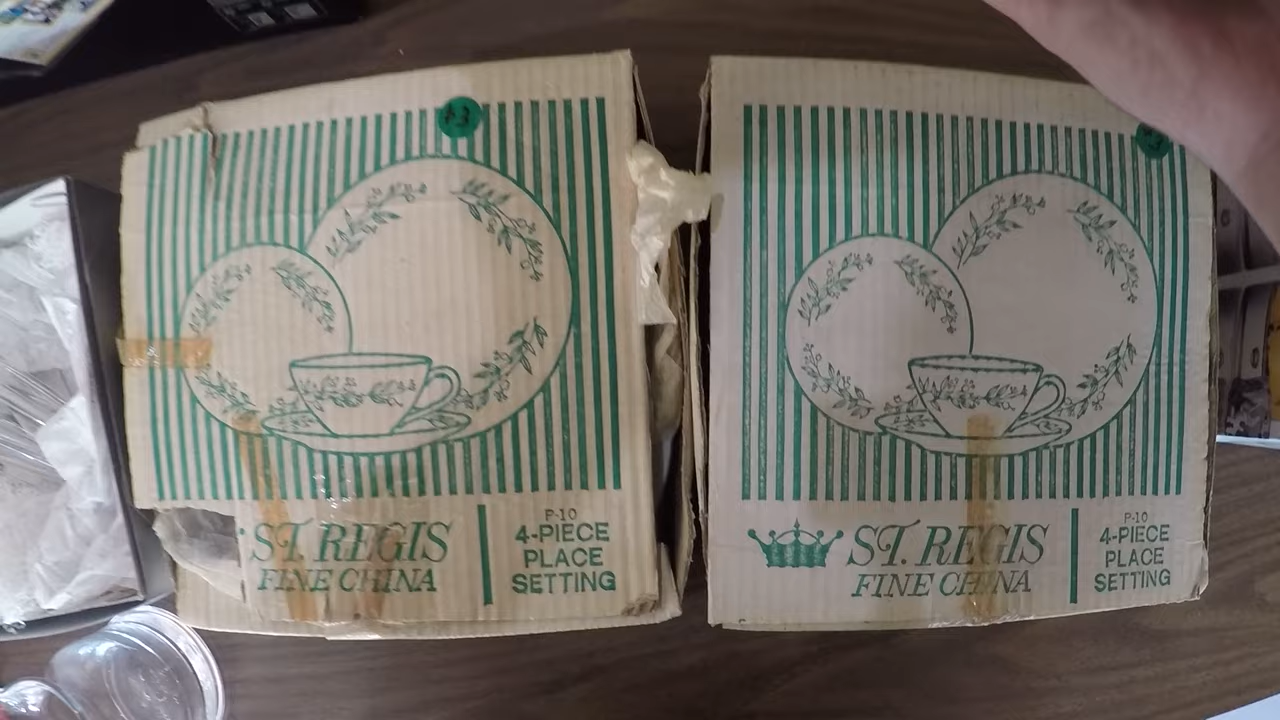 ST. REGIS
FINE CHINA
P-10
4-PIECE
PLACE
SETTING
ST. REGIS
FINE CHINA
P-10
4-PIECE
PLACE
SETTING